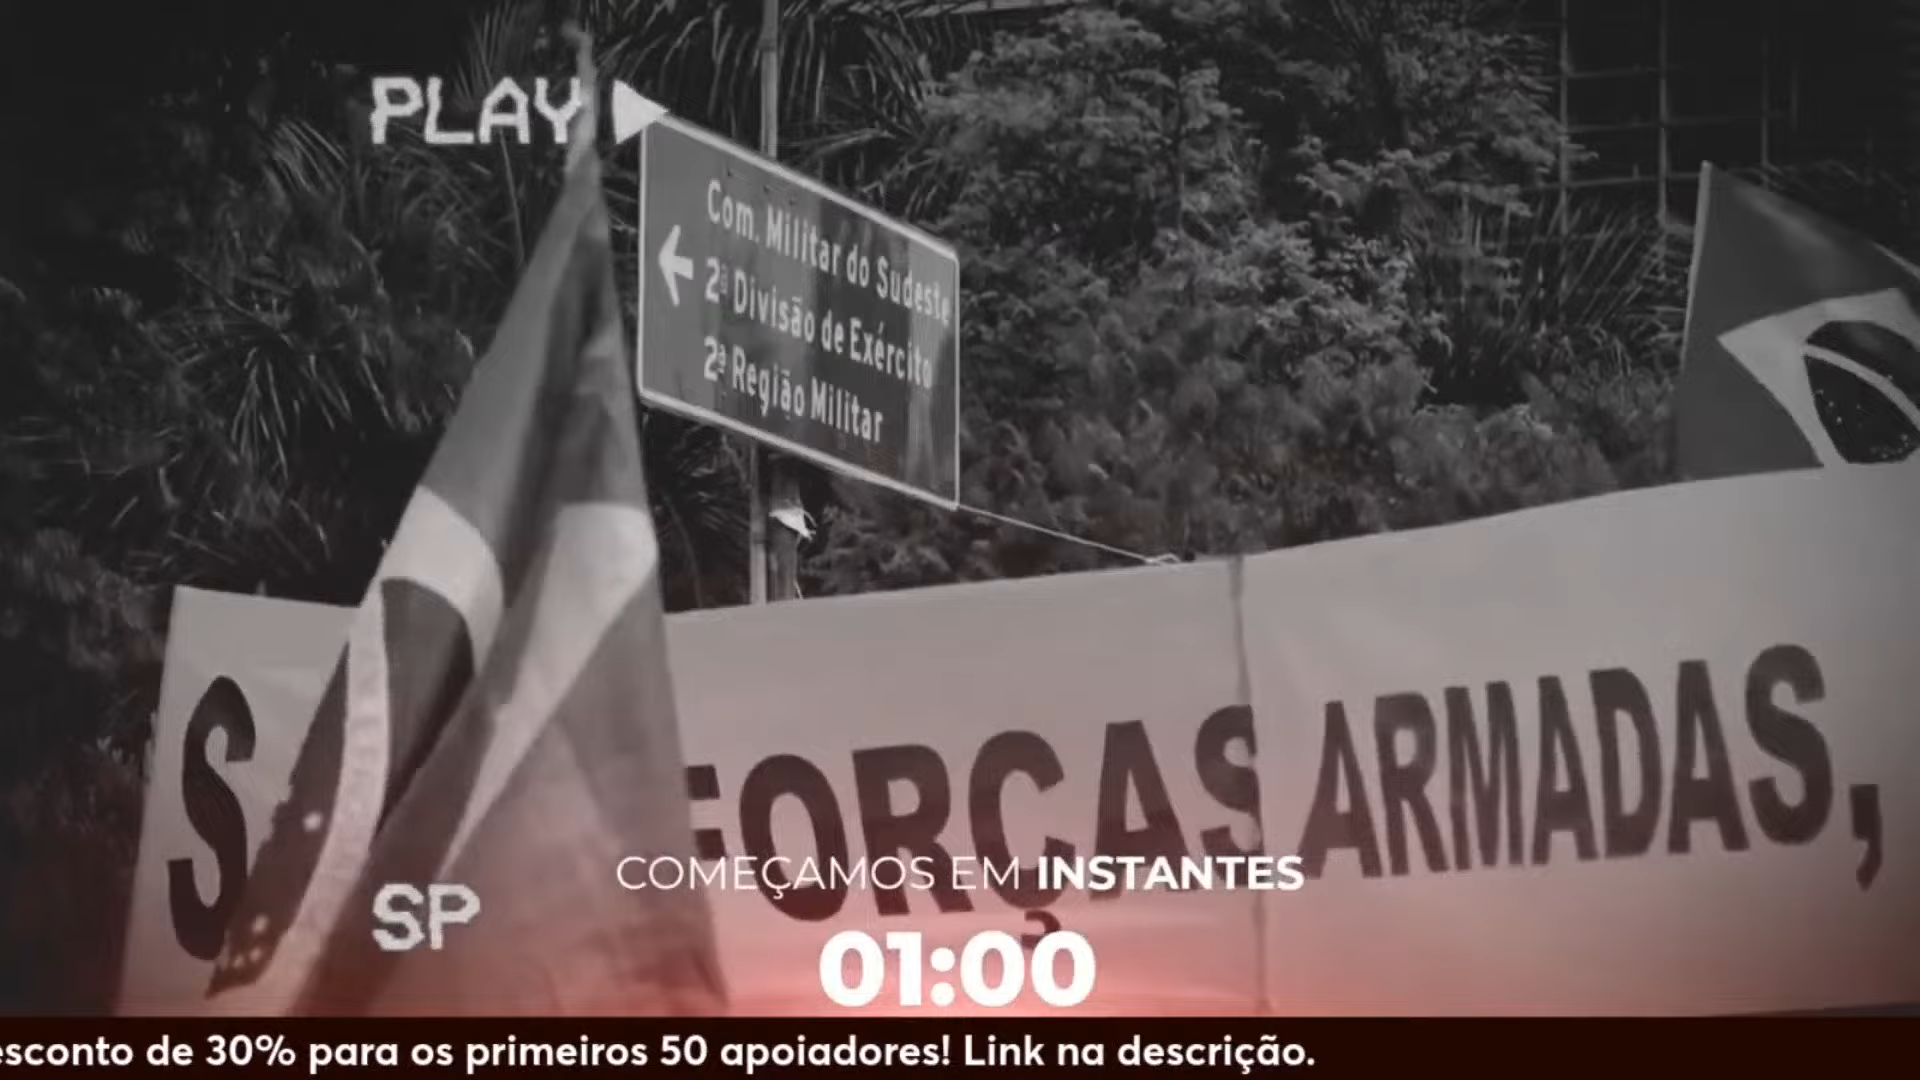 PLAY
Com. Militar do Sudeste
2ª Divisão de Exército
2ª Região Militar
FORÇAS ARMADAS,
COMEÇAMOS EM INSTANTES
SP
01:00
esconto de 30% para os primeiros 50 apoiadores! Link na descrição.